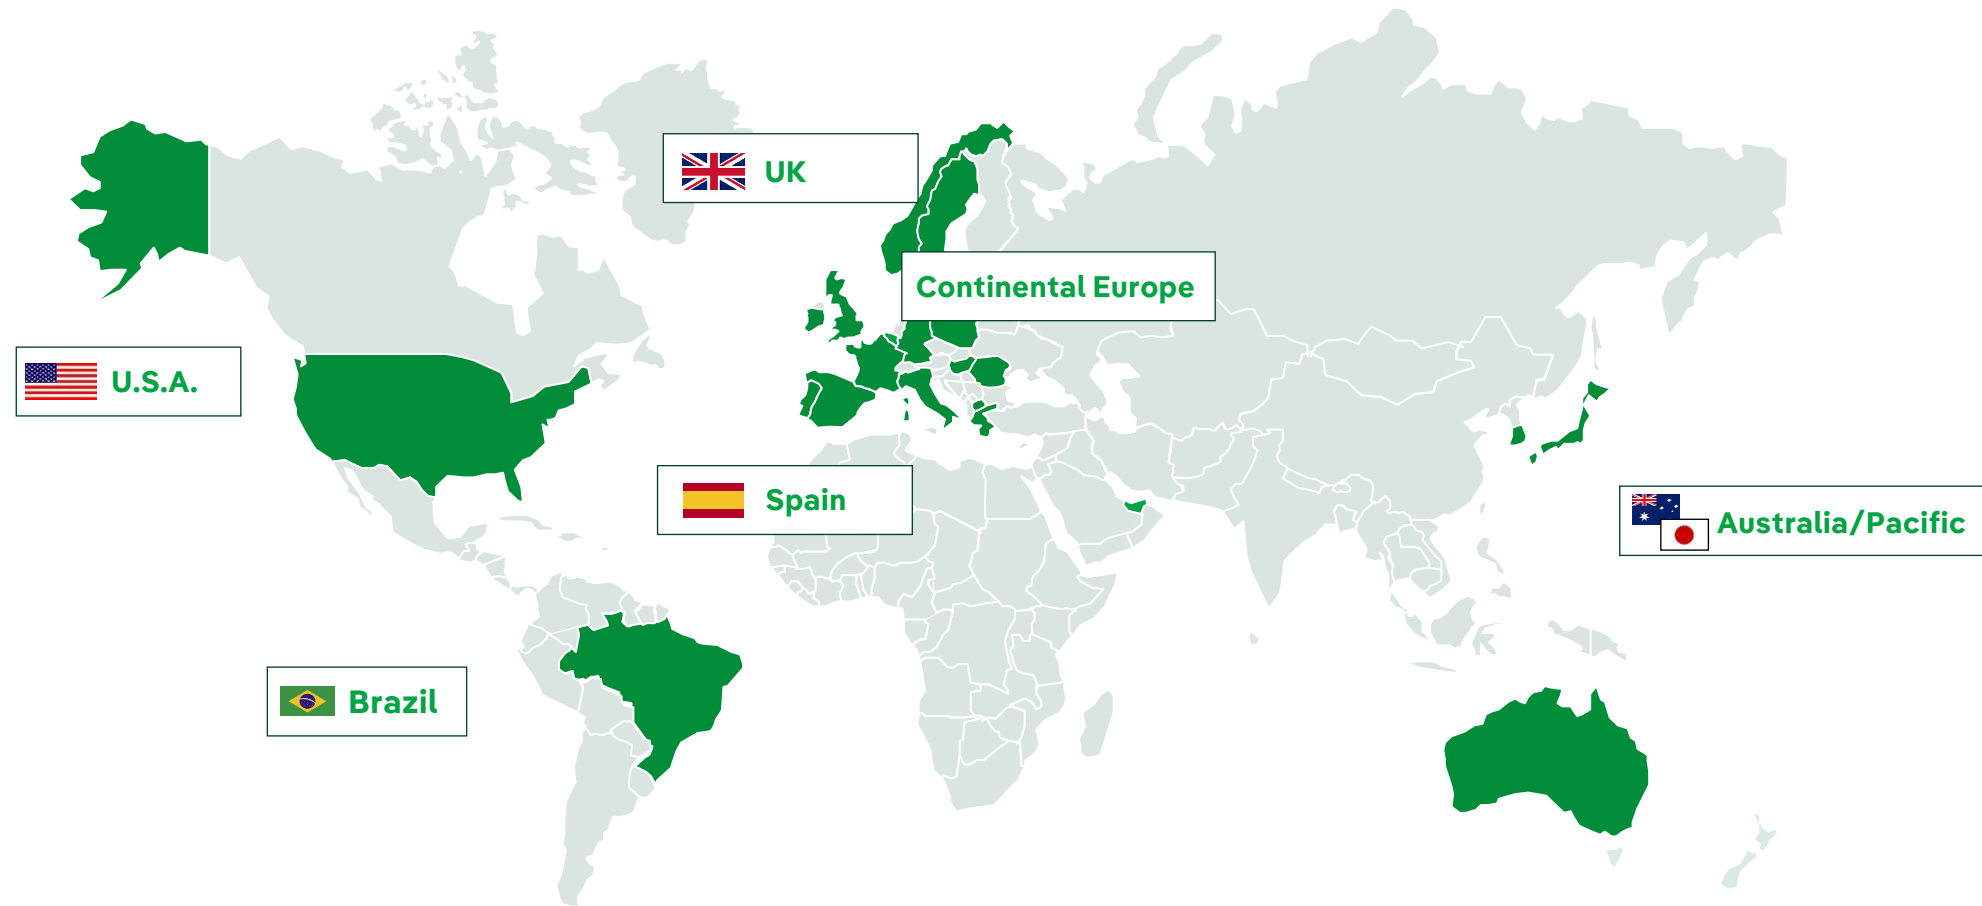 UK
Continental Europe
U.S.A.
Spain
Australia/Pacific
Brazil